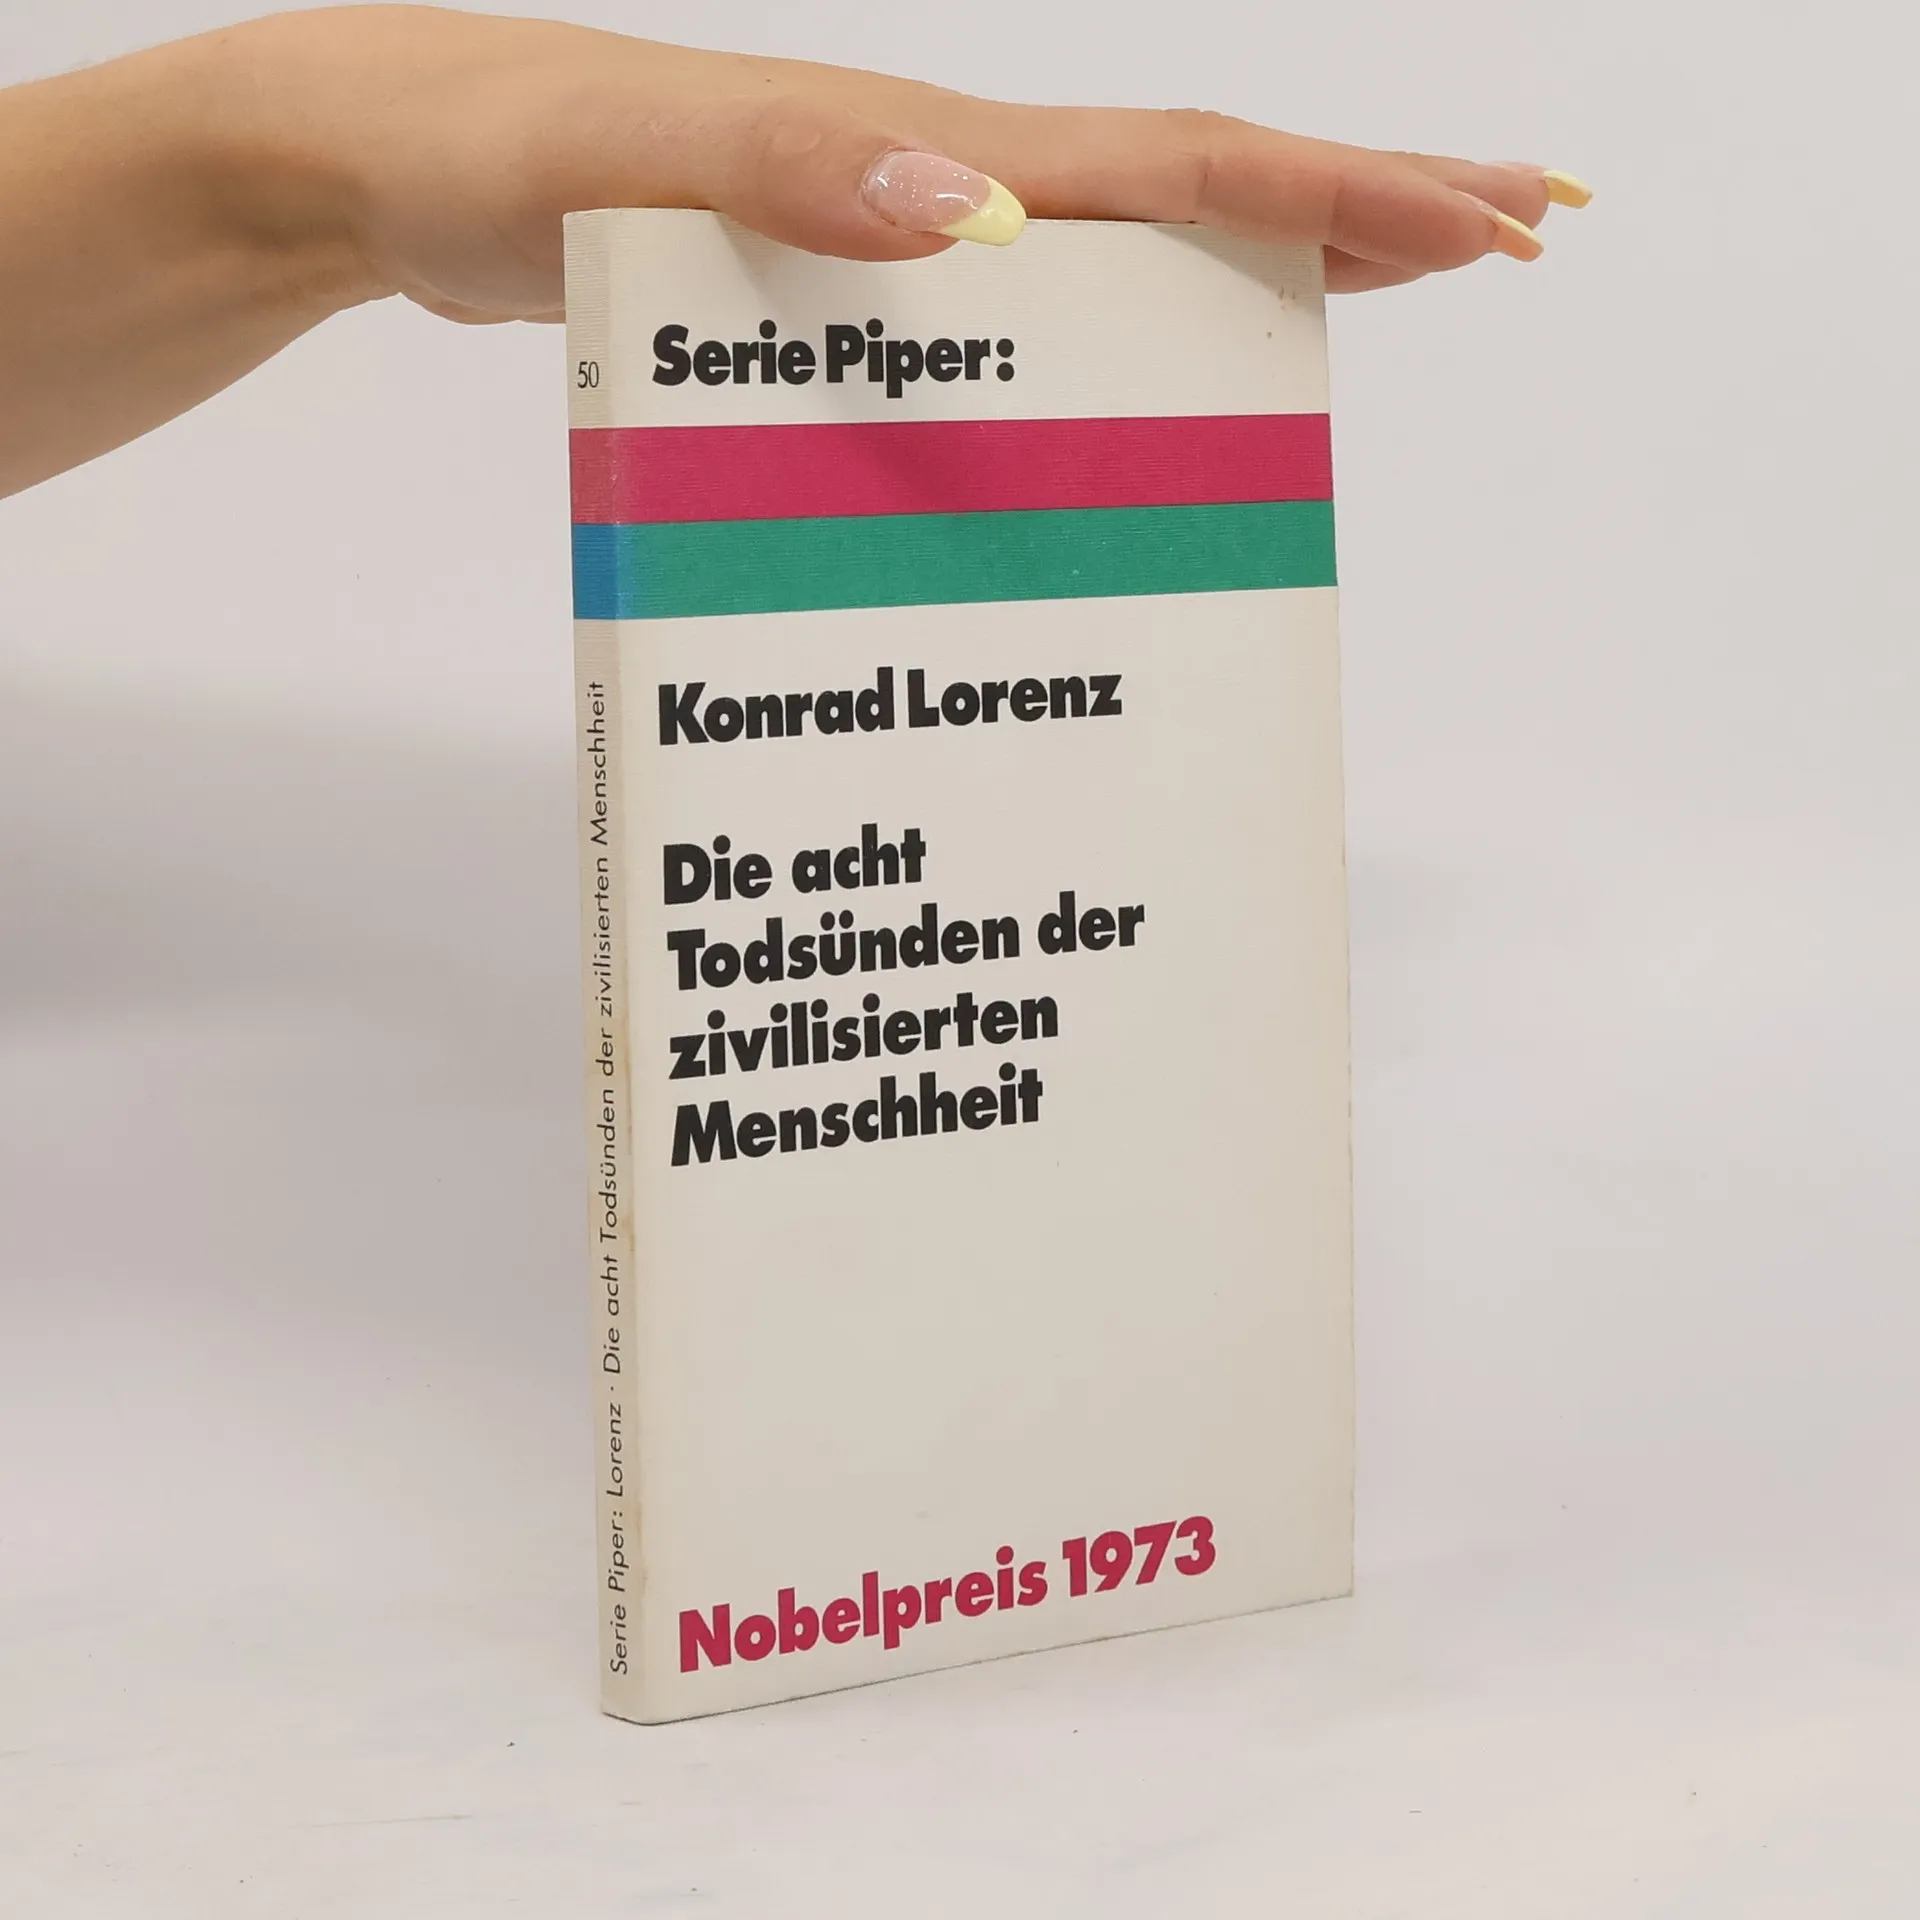 50
Serie Piper:
Konrad Lorenz
Die acht
Todsünden der
zivilisierten
Menschheit
Nobelpreis 1973
Serie Piper: Lorenz · Die acht Todsünden der zivilisierten Menschheit